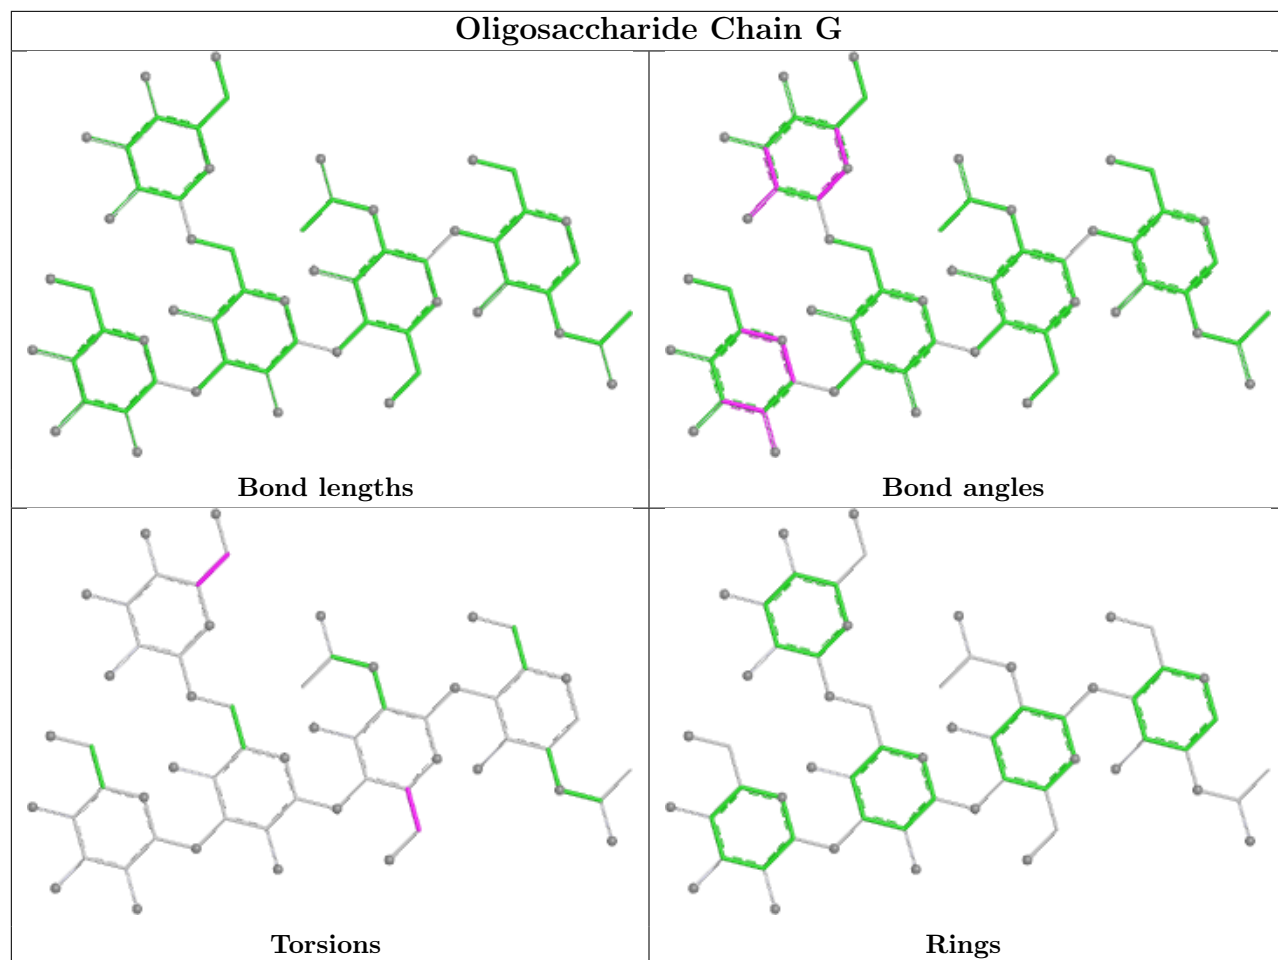 Oligosaccharide Chain G
Bond lengths
Bond angles
Torsions
Rings